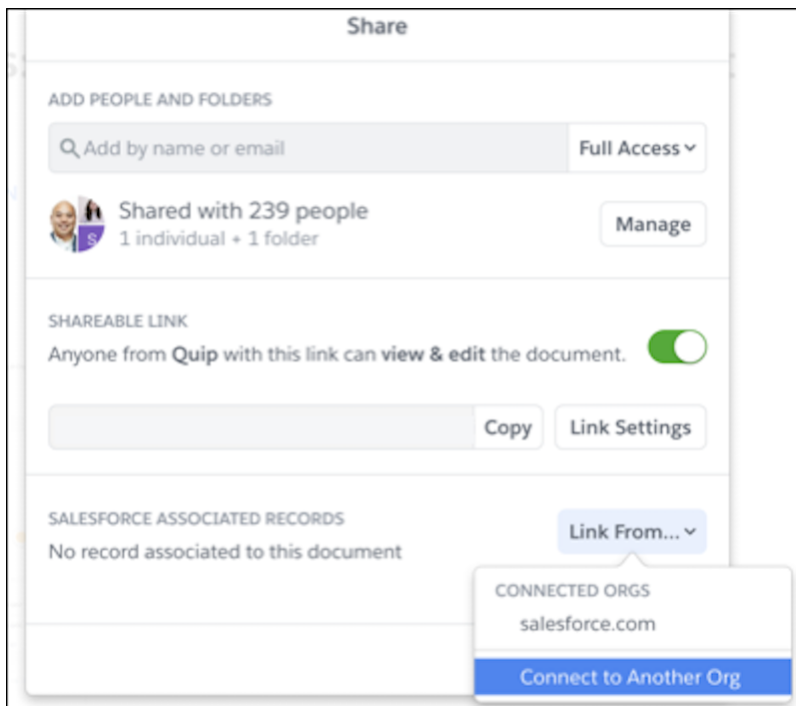 Share
ADD PEOPLE AND FOLDERS
Add by name or email
Full Access
Shared with 239 people
1 individual + 1 folder
Manage
S
SHAREABLE LINK
Anyone from Quip with this link can view & edit the document.
Copy
Link Settings
SALESFORCE ASSOCIATED RECORDS
No record associated to this document
Link From...
CONNECTED ORGS
salesforce.com
Connect to Another Org